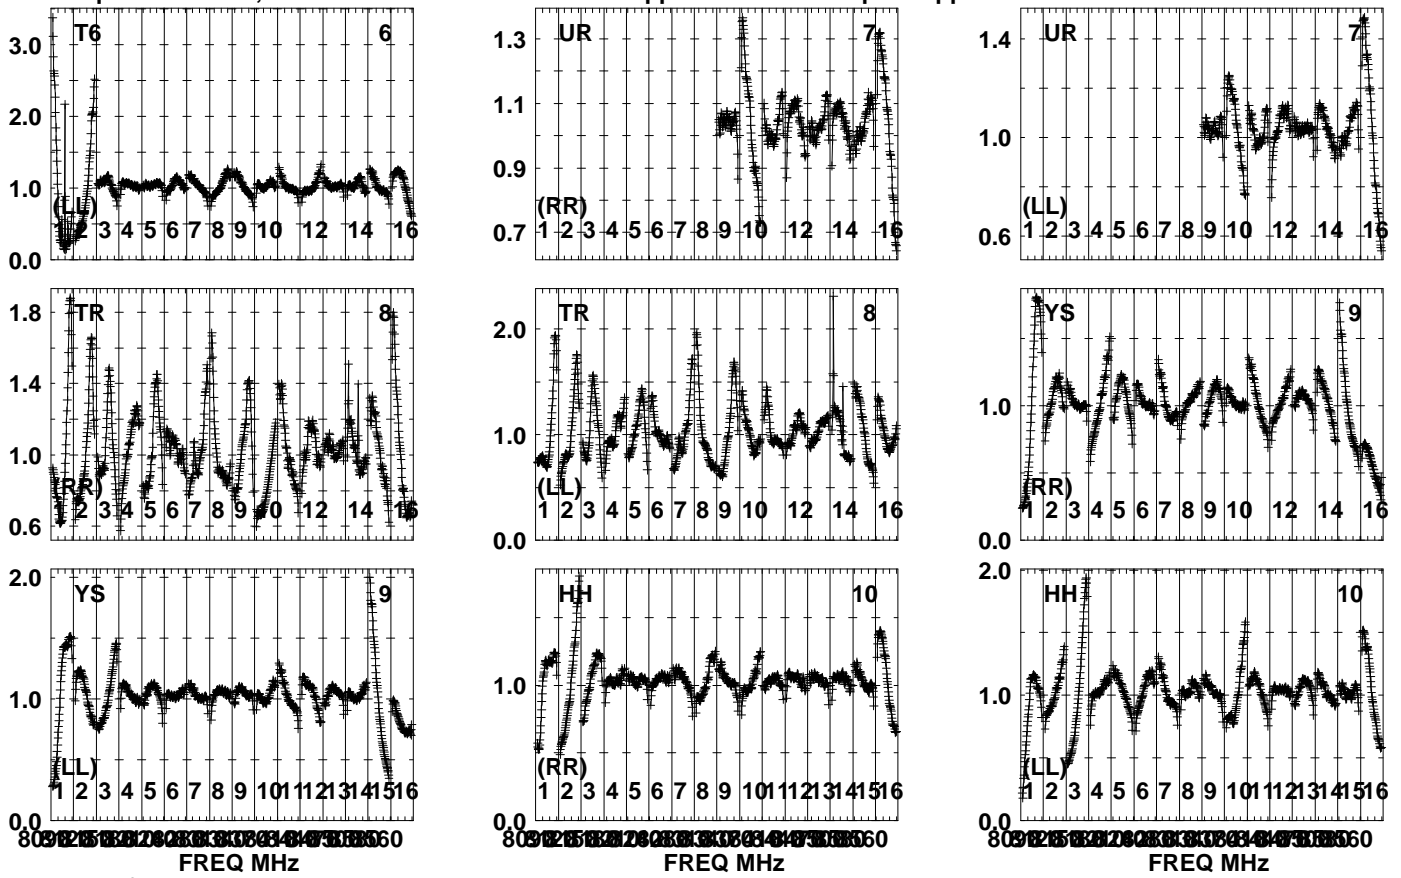 T6 6
3.0
2.0
1.0
0.0
(LL)
1 2 3 4 5 6 7 8 9 10 12 14 16
UR 7
1.3
1.1
0.9
0.7
(RR)
1 2 3 4 5 6 7 8 9 10 12 14 16
UR 7
1.4
1.0
0.6
(LL)
1 2 3 4 5 6 7 8 9 10 12 14 16
TR 8
1.8
1.4
1.0
0.6
(RR)
2 3 4 5 6 7 8 9 10 12 14 16
TR 8
2.0
1.0
0.0
(LL)
1 2 3 4 5 6 7 8 9 10 12 14 16
YS 9
1.0
0.0
(RR)
1 2 3 4 5 6 7 8 9 10 12 14 16
YS 9
2.0
1.0
0.0
(LL)
1 2 3 4 5 6 7 8 9 10 11 12 13 14 15 16
FREQ MHz
HH 10
1.0
0.0
(RR)
1 2 3 4 5 6 7 8 9 10 11 12 13 14 15 16
FREQ MHz
HH 10
2.0
1.0
0.0
(LL)
1 2 3 4 5 6 7 8 9 10 11 12 13 14 15 16
FREQ MHz